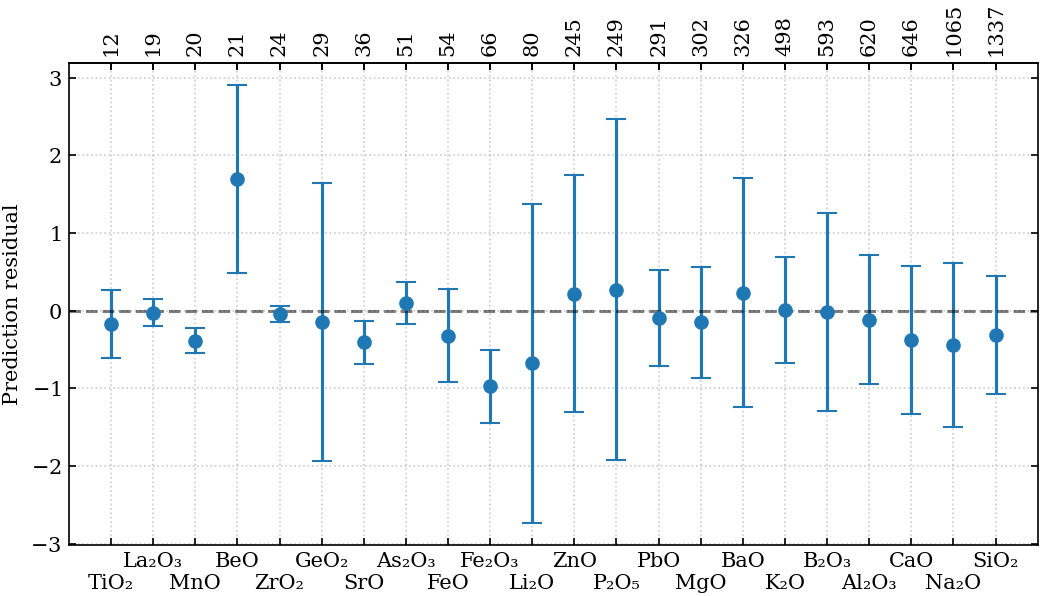 12 19 20 21 24 29 36 51 54 66 80 245 249 291 302 326 498 593 620 646 1065 1337
Prediction residual
3
2
1
0
−1
−2
−3
La₂O₃ BeO GeO₂ As₂O₃ Fe₂O₃ ZnO PbO BaO B₂O₃ CaO SiO₂
TiO₂ MnO ZrO₂ SrO FeO Li₂O P₂O₅ MgO K₂O Al₂O₃ Na₂O